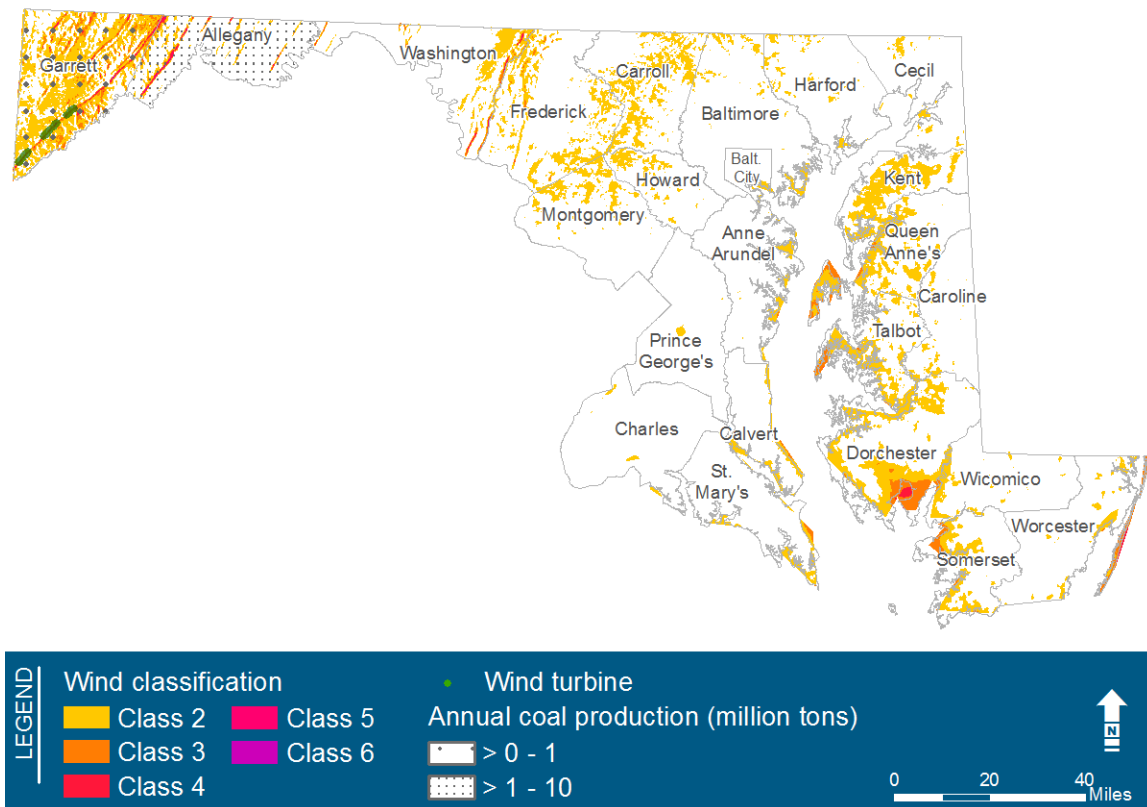 Allegany
Garrett
Washington
Frederick
Carroll
Baltimore
Harford
Cecil
Balt.
City
Howard
Montgomery
Kent
Anne
Arundel
Queen
Anne's
Caroline
Talbot
Prince
George's
Charles
Calvert
St.
Mary's
Dorchester
Wicomico
Worcester
Somerset
LEGEND
Wind classification
Class 2
Class 3
Class 4
Class 5
Class 6
Wind turbine
Annual coal production (million tons)
> 0 - 1
> 1 - 10
N
0 20 40
Miles